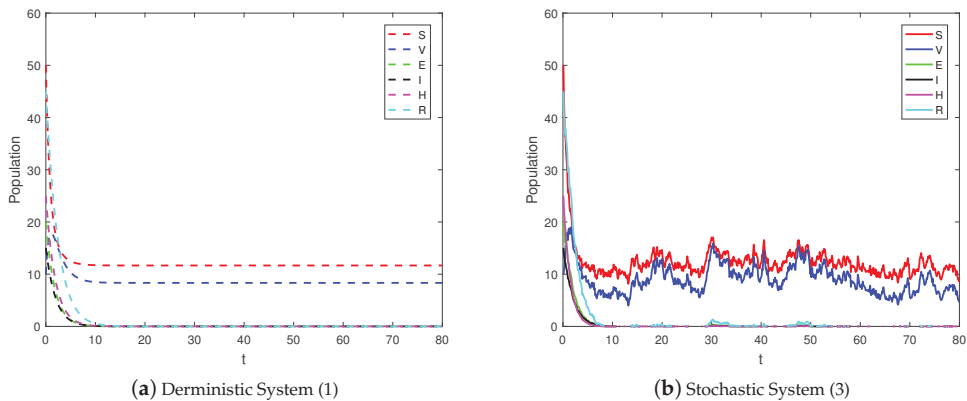 60
50
40
30
20
10
0
Population
0 10 20 30 40 50 60 70 80
t
S
V
E
I
H
R
(a) Derministic System (1)
60
50
40
30
20
10
0
Population
0 10 20 30 40 50 60 70 80
t
S
V
E
I
H
R
(b) Stochastic System (3)